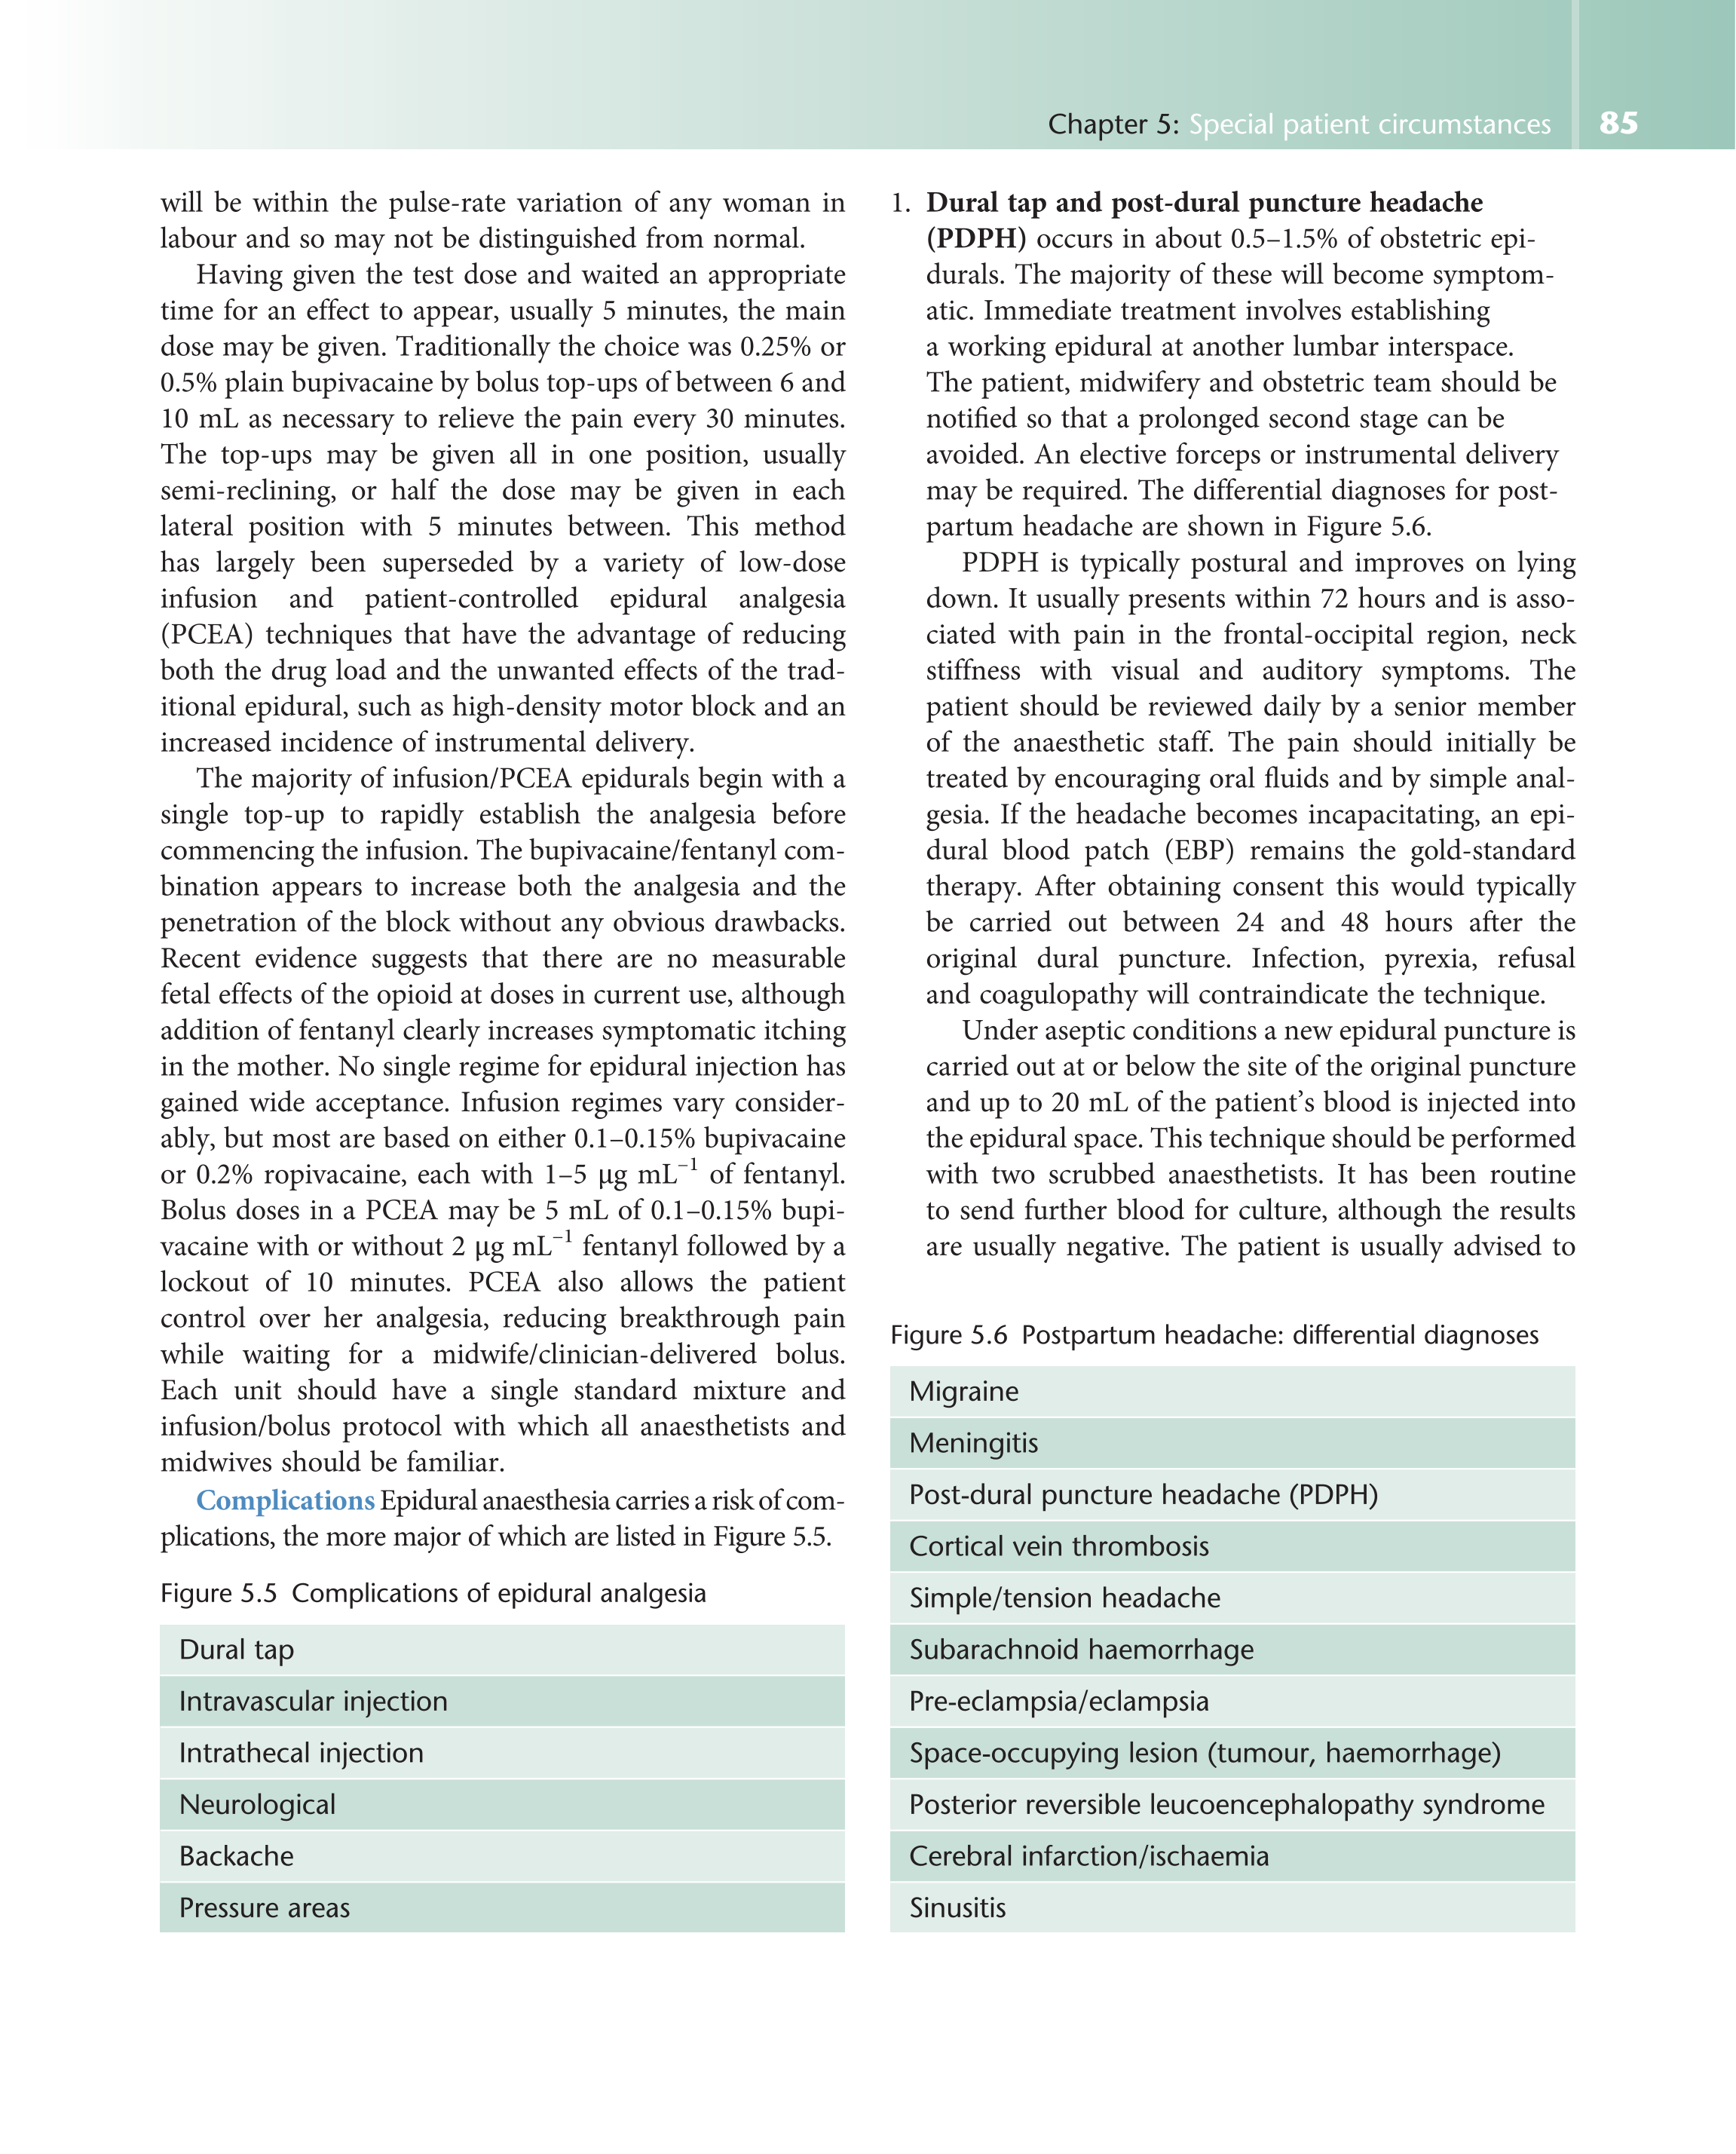 Chapter 5: Special patient circumstances 85
will be within the pulse-rate variation of any woman in
labour and so may not be distinguished from normal.
Having given the test dose and waited an appropriate
time for an effect to appear, usually 5 minutes, the main
dose may be given. Traditionally the choice was 0.25% or
0.5% plain bupivacaine by bolus top-ups of between 6 and
10 mL as necessary to relieve the pain every 30 minutes.
The top-ups may be given all in one position, usually
semi-reclining, or half the dose may be given in each
lateral position with 5 minutes between. This method
has largely been superseded by a variety of low-dose
infusion and patient-controlled epidural analgesia
(PCEA) techniques that have the advantage of reducing
both the drug load and the unwanted effects of the trad-
itional epidural, such as high-density motor block and an
increased incidence of instrumental delivery.
The majority of infusion/PCEA epidurals begin with a
single top-up to rapidly establish the analgesia before
commencing the infusion. The bupivacaine/fentanyl com-
bination appears to increase both the analgesia and the
penetration of the block without any obvious drawbacks.
Recent evidence suggests that there are no measurable
fetal effects of the opioid at doses in current use, although
addition of fentanyl clearly increases symptomatic itching
in the mother. No single regime for epidural injection has
gained wide acceptance. Infusion regimes vary consider-
ably, but most are based on either 0.1–0.15% bupivacaine
or 0.2% ropivacaine, each with 1–5 µg mL⁻¹ of fentanyl.
Bolus doses in a PCEA may be 5 mL of 0.1–0.15% bupi-
vacaine with or without 2 µg mL⁻¹ fentanyl followed by a
lockout of 10 minutes. PCEA also allows the patient
control over her analgesia, reducing breakthrough pain
while waiting for a midwife/clinician-delivered bolus.
Each unit should have a single standard mixture and
infusion/bolus protocol with which all anaesthetists and
midwives should be familiar.
Complications Epidural anaesthesia carries a risk of com-
plications, the more major of which are listed in Figure 5.5.
Figure 5.5 Complications of epidural analgesia
Dural tap
Intravascular injection
Intrathecal injection
Neurological
Backache
Pressure areas
1. Dural tap and post-dural puncture headache
(PDPH) occurs in about 0.5–1.5% of obstetric epi-
durals. The majority of these will become symptom-
atic. Immediate treatment involves establishing
a working epidural at another lumbar interspace.
The patient, midwifery and obstetric team should be
notified so that a prolonged second stage can be
avoided. An elective forceps or instrumental delivery
may be required. The differential diagnoses for post-
partum headache are shown in Figure 5.6.
PDPH is typically postural and improves on lying
down. It usually presents within 72 hours and is asso-
ciated with pain in the frontal-occipital region, neck
stiffness with visual and auditory symptoms. The
patient should be reviewed daily by a senior member
of the anaesthetic staff. The pain should initially be
treated by encouraging oral fluids and by simple anal-
gesia. If the headache becomes incapacitating, an epi-
dural blood patch (EBP) remains the gold-standard
therapy. After obtaining consent this would typically
be carried out between 24 and 48 hours after the
original dural puncture. Infection, pyrexia, refusal
and coagulopathy will contraindicate the technique.
Under aseptic conditions a new epidural puncture is
carried out at or below the site of the original puncture
and up to 20 mL of the patient's blood is injected into
the epidural space. This technique should be performed
with two scrubbed anaesthetists. It has been routine
to send further blood for culture, although the results
are usually negative. The patient is usually advised to
Figure 5.6 Postpartum headache: differential diagnoses
Migraine
Meningitis
Post-dural puncture headache (PDPH)
Cortical vein thrombosis
Simple/tension headache
Subarachnoid haemorrhage
Pre-eclampsia/eclampsia
Space-occupying lesion (tumour, haemorrhage)
Posterior reversible leucoencephalopathy syndrome
Cerebral infarction/ischaemia
Sinusitis